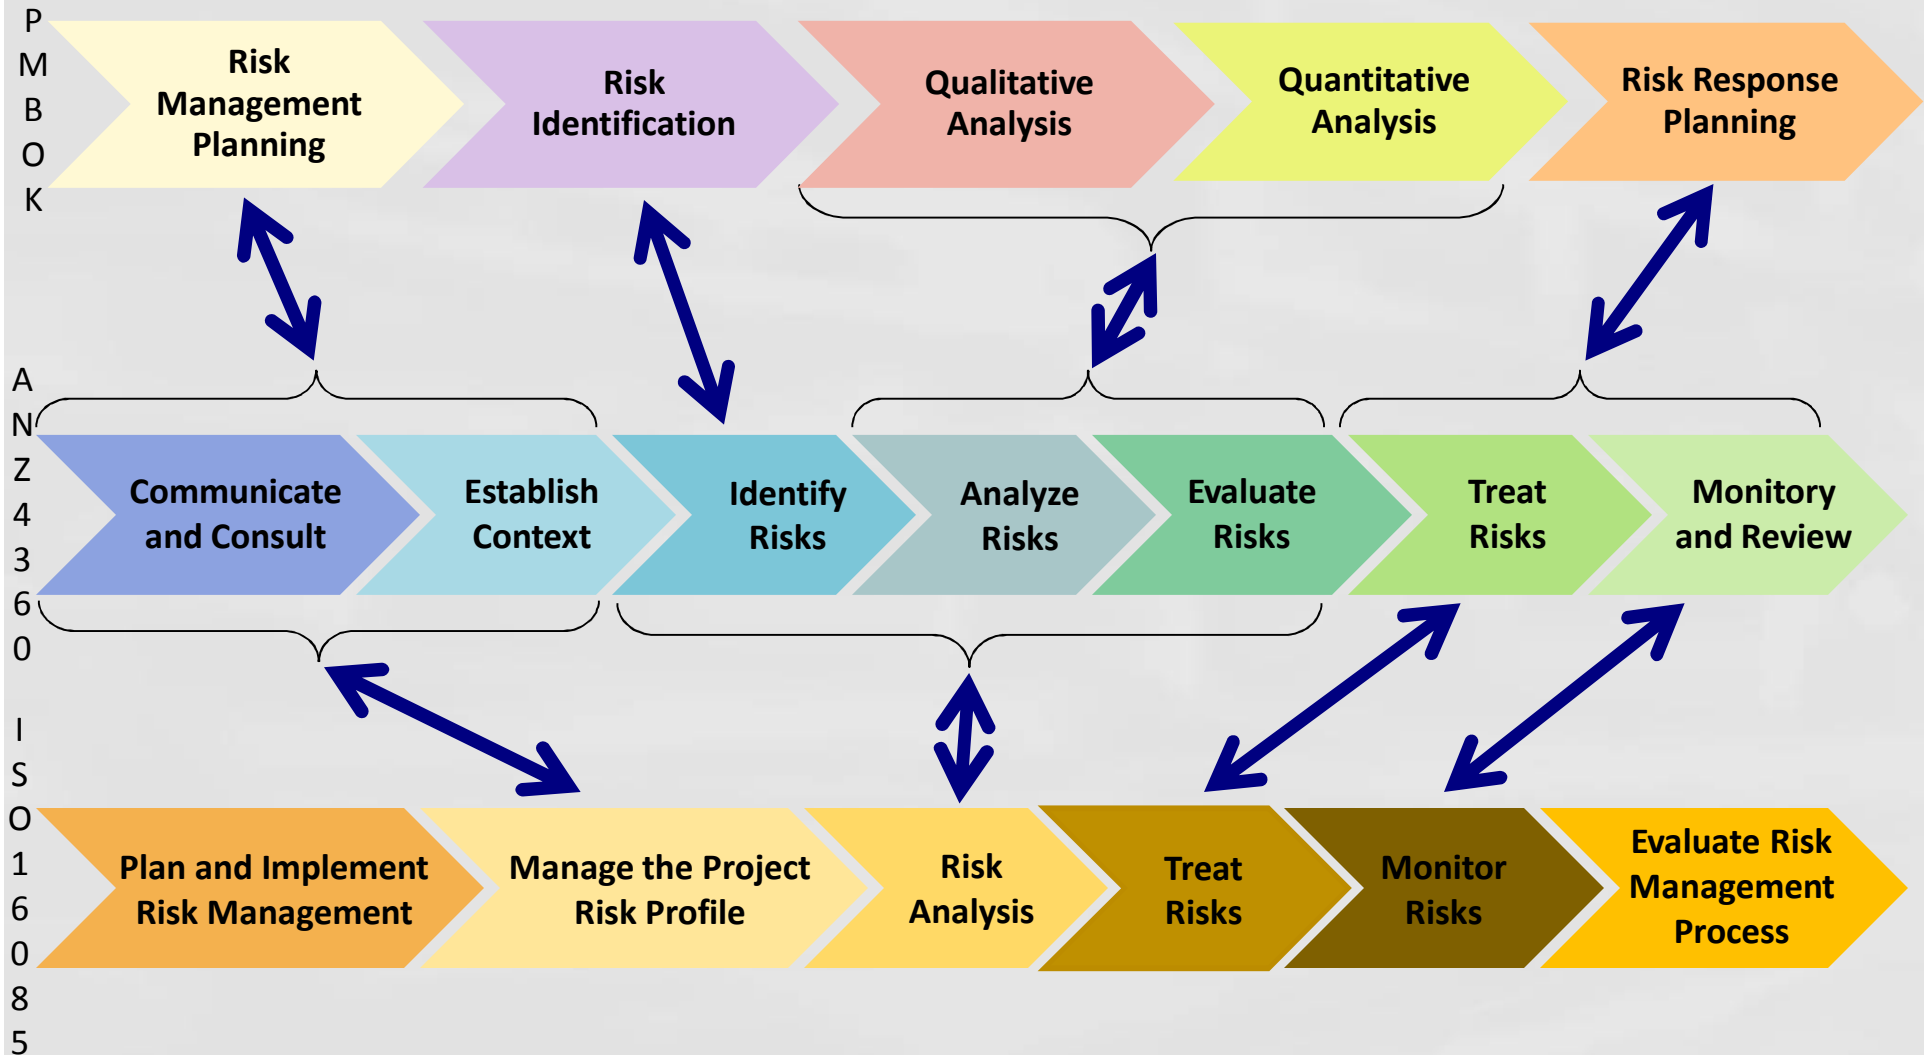 P
M
B
O
K
Risk
Management
Planning
Risk
Identification
Qualitative
Analysis
Quantitative
Analysis
Risk Response
Planning
A
N
Z
4
3
6
0
Communicate
and Consult
Establish
Context
Identify
Risks
Analyze
Risks
Evaluate
Risks
Treat
Risks
Monitory
and Review
I
S
O
1
6
0
8
5
Plan and Implement
Risk Management
Manage the Project
Risk Profile
Risk
Analysis
Treat
Risks
Monitor
Risks
Evaluate Risk
Management
Process